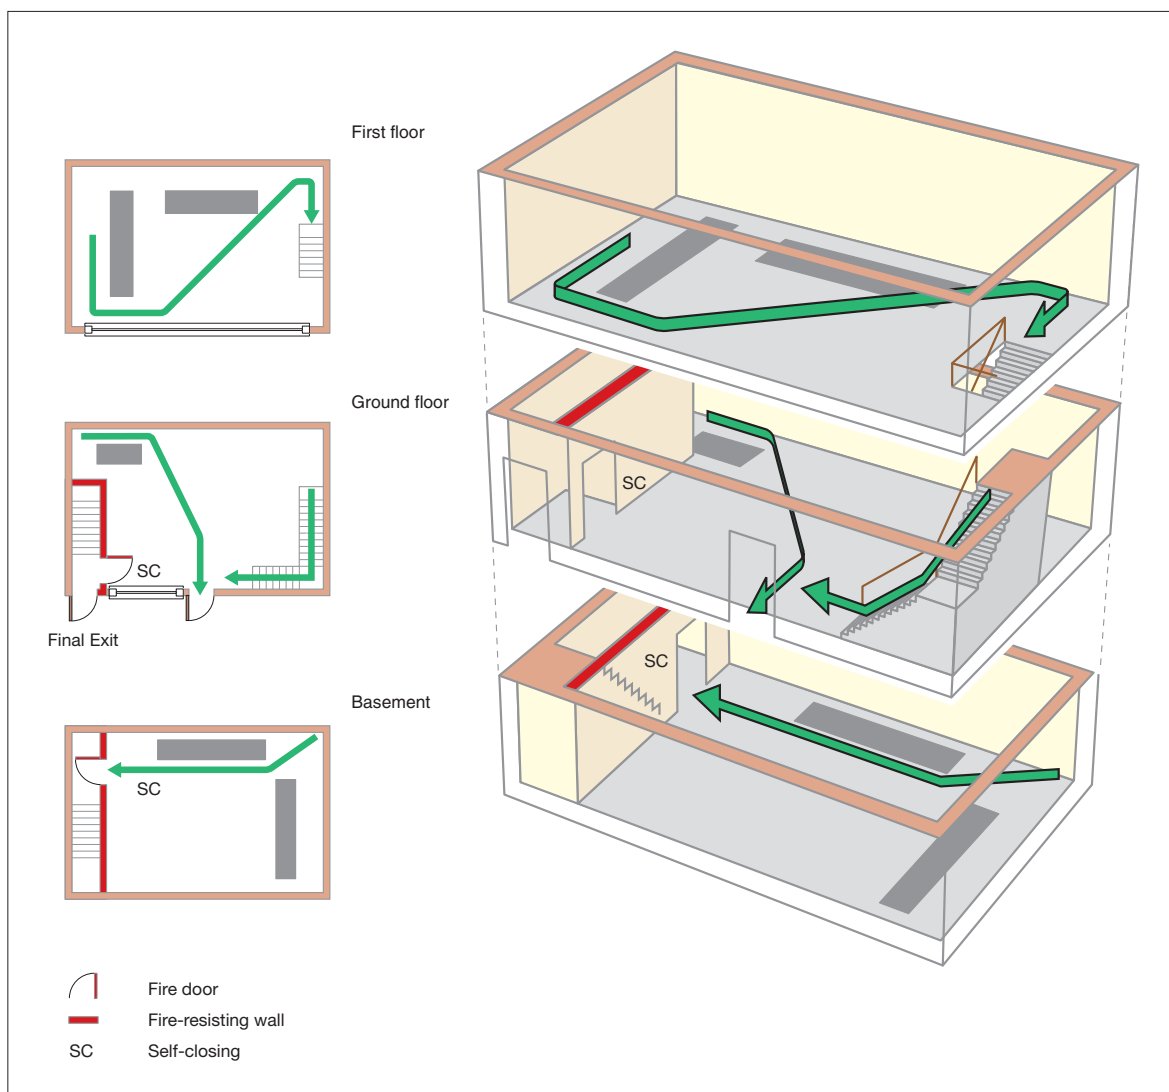 First floor
Ground floor
SC
SC
Final Exit
SC
Basement
SC
Fire door
Fire-resisting wall
SC Self-closing